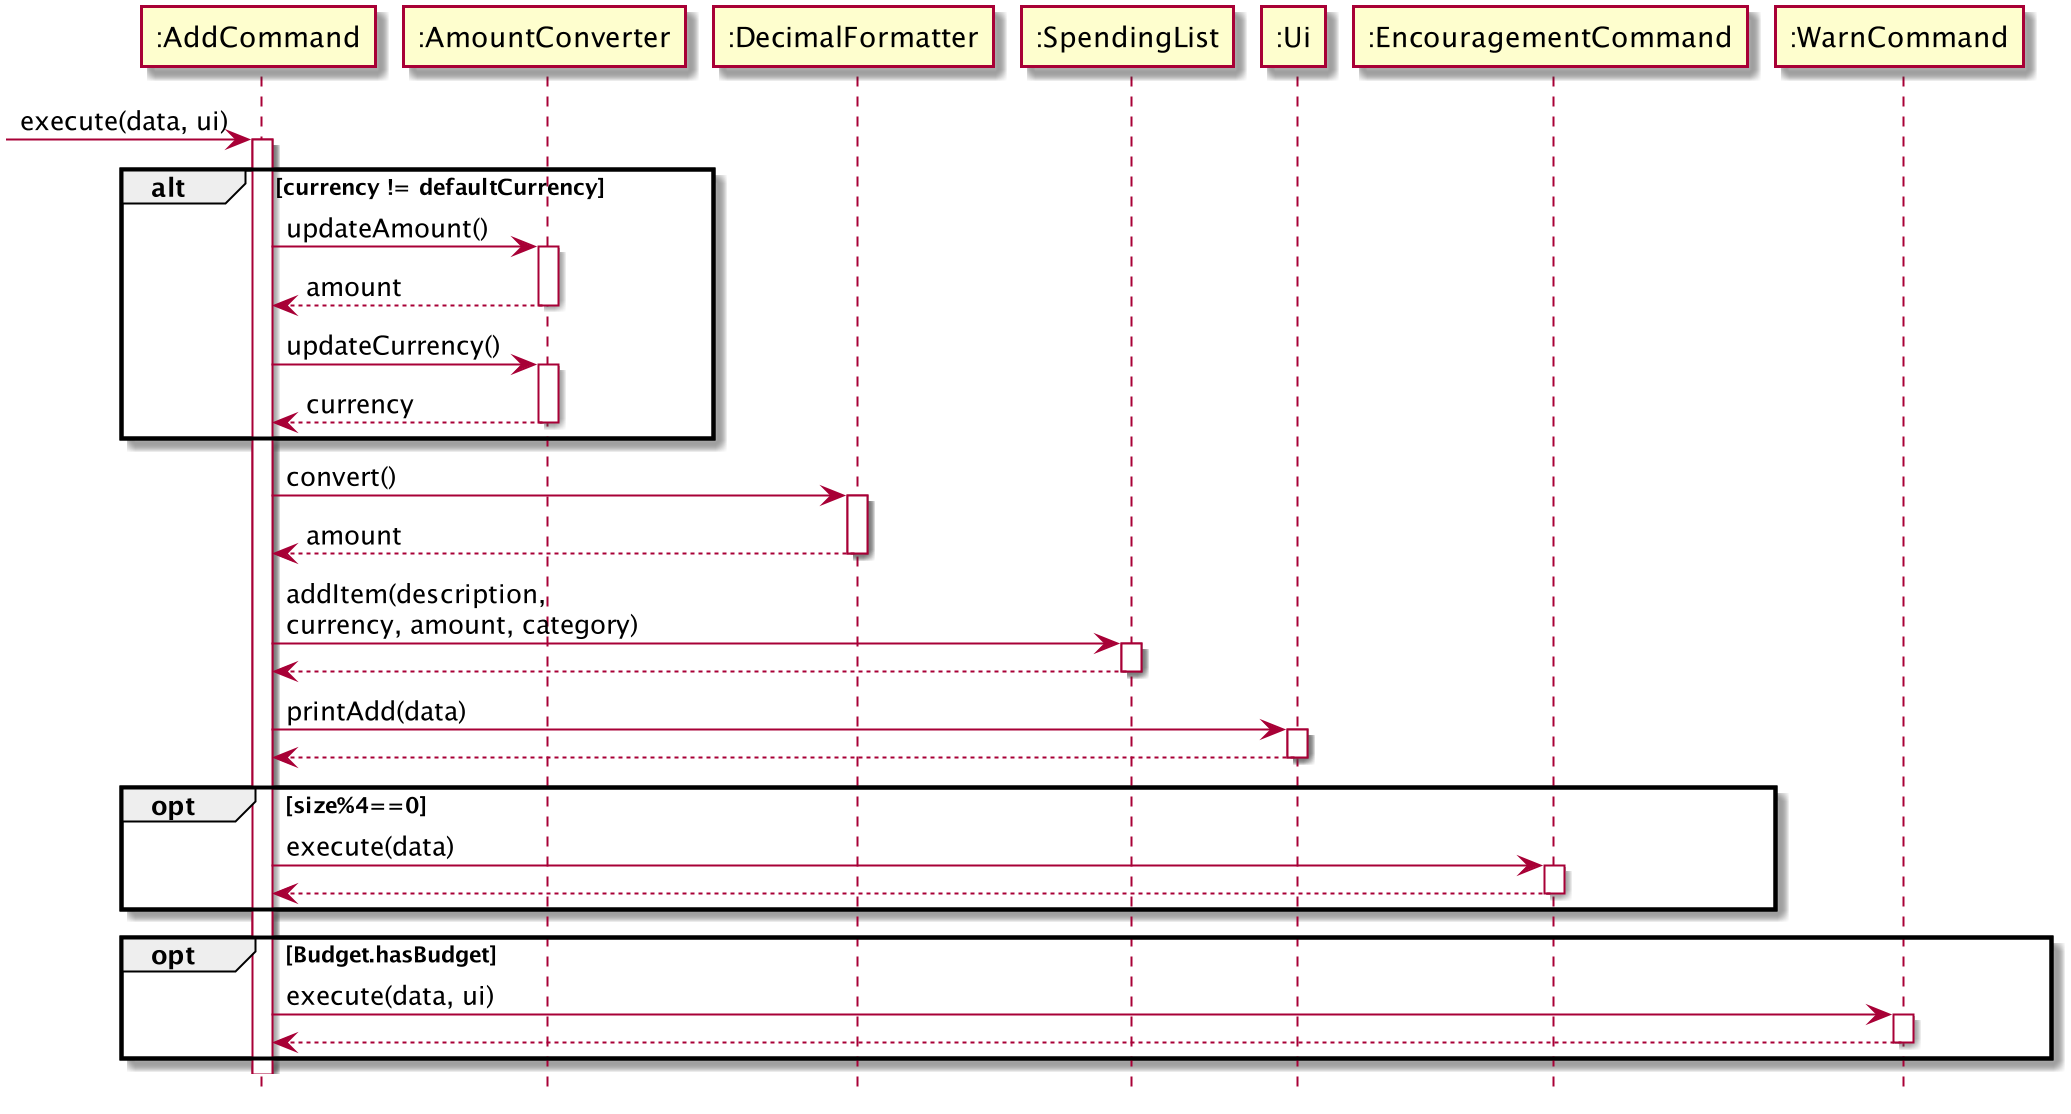 :AddCommand
:AmountConverter
:DecimalFormatter
:SpendingList
:Ui
:EncouragementCommand
:WarnCommand
execute(data, ui)
alt
[currency != defaultCurrency]
updateAmount()
amount
updateCurrency()
currency
convert()
amount
addItem(description,
currency, amount, category)
printAdd(data)
opt
[size%4==0]
execute(data)
opt
[Budget.hasBudget]
execute(data, ui)